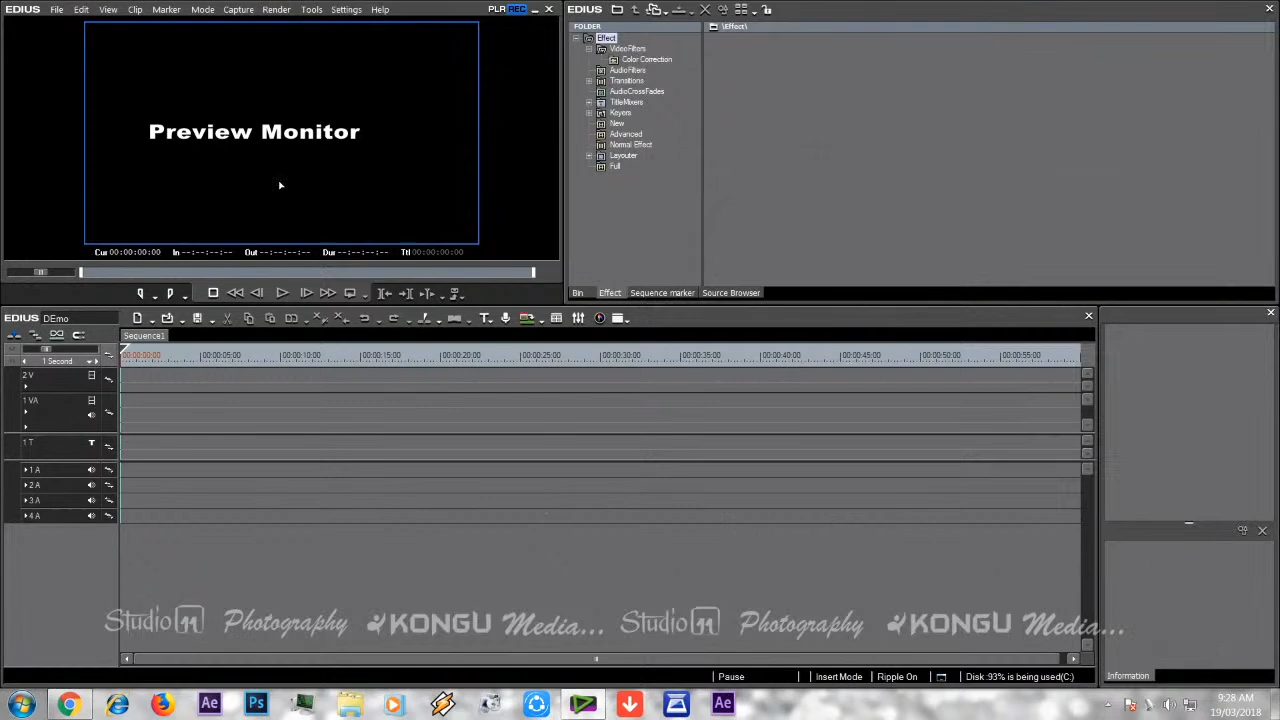 EDIUS File Edit View Clip Marker Mode Capture Render Tools Settings Help PLR REC
Preview Monitor
Cur 00:00:00:00 In --:--:--:-- Out --:--:--:-- Dur --:--:--:-- Ttl 00:00:00:00
EDIUS
FOLDER
\Effect\
Effect
VideoFilters
Color Correction
AudioFilters
Transitions
AudioCrossFades
TitleMixers
Keyers
New
Advanced
Normal Effect
Layouter
Full
Bin Effect Sequence marker Source Browser
EDIUS DEmo
Sequence1
1 Second
00:00:00:00 00:00:05:00 00:00:10:00 00:00:15:00 00:00:20:00 00:00:25:00 00:00:30:00 00:00:35:00 00:00:40:00 00:00:45:00 00:00:50:00 00:00:55:00
2 V
1 VA
1 T T
1 A
2 A
3 A
4 A
Studio 11 Photography KONGU Media... Studio 11 Photography KONGU Media...
Pause Insert Mode Ripple On Disk :93% is being used(C:)
Information
Ae Ps Ae
9:28 AM
19/03/2018